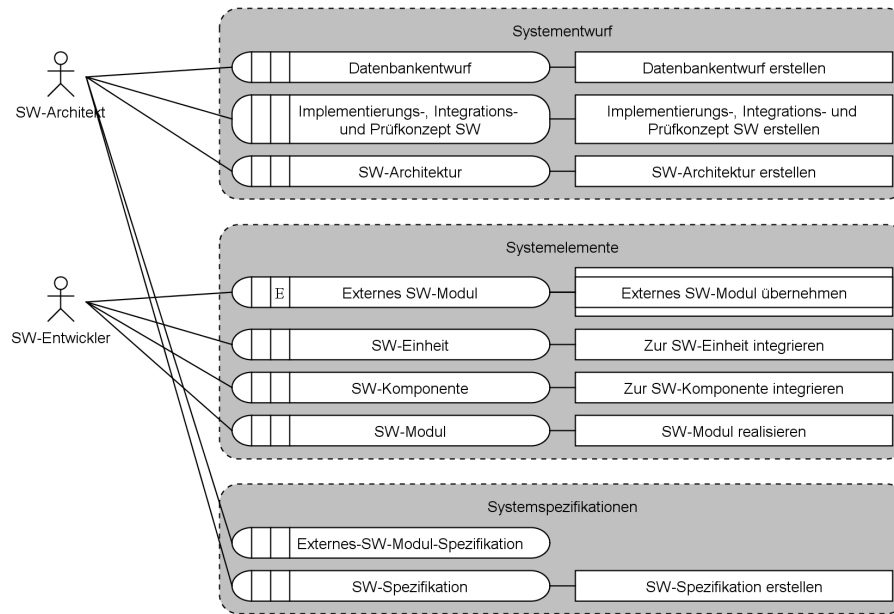 Systementwurf
SW-Architekt
Datenbankentwurf
Datenbankentwurf erstellen
Implementierungs-, Integrations-
und Prüfkonzept SW
Implementierungs-, Integrations- und
Prüfkonzept SW erstellen
SW-Architektur
SW-Architektur erstellen
Systemelemente
SW-Entwickler
E
Externes SW-Modul
Externes SW-Modul übernehmen
SW-Einheit
Zur SW-Einheit integrieren
SW-Komponente
Zur SW-Komponente integrieren
SW-Modul
SW-Modul realisieren
Systemspezifikationen
Externes-SW-Modul-Spezifikation
SW-Spezifikation
SW-Spezifikation erstellen